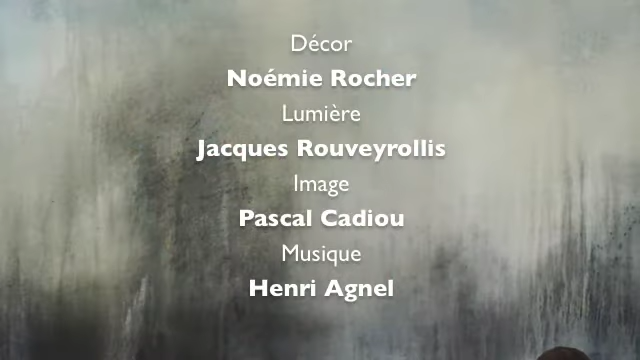 Décor
Noémie Rocher
Lumière
Jacques Rouveyrollis
Image
Pascal Cadiou
Musique
Henri Agnel